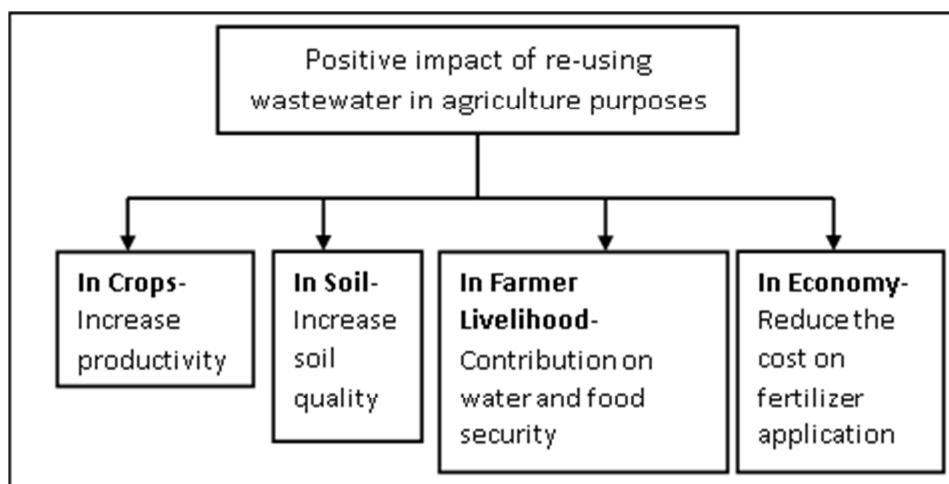 Positive impact of re-using
wastewater in agriculture purposes
In Crops-
Increase
productivity
In Soil-
Increase
soil
quality
In Farmer
Livelihood-
Contribution on
water and food
security
In Economy-
Reduce the
cost on
fertilizer
application